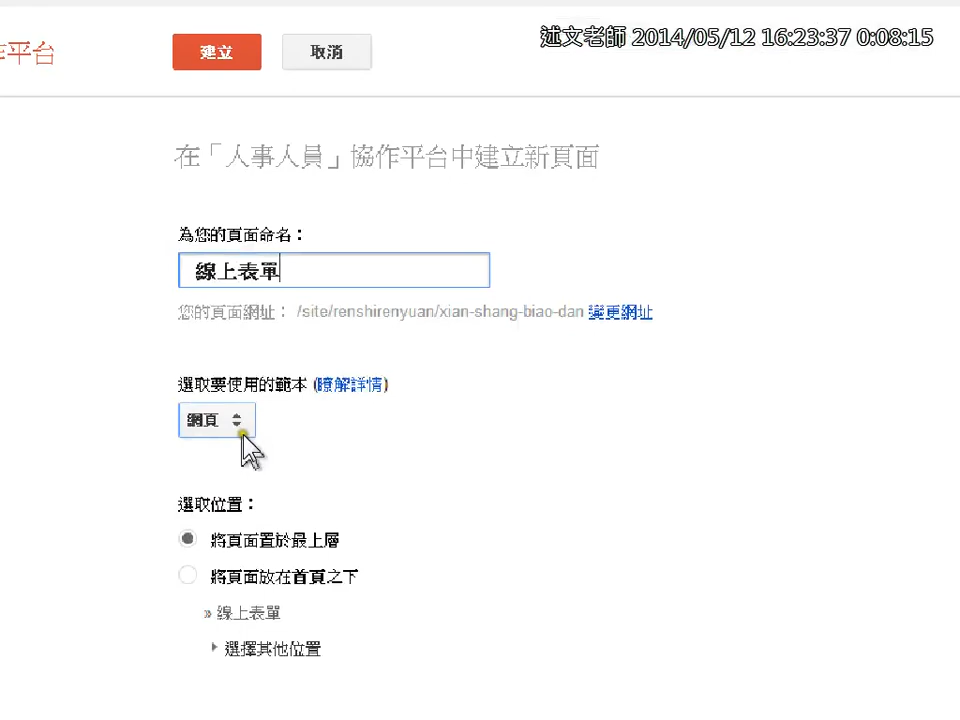 作平台
建立
取消
述文老師 2014/05/12 16:23:37 0:08:15
在「人事人員」協作平台中建立新頁面
為您的頁面命名：
線上表單
您的頁面網址： /site/renshirenyuan/xian-shang-biao-dan 變更網址
選取要使用的範本 (瞭解詳情)
網頁
選取位置：
將頁面置於最上層
將頁面放在首頁之下
» 線上表單
選擇其他位置